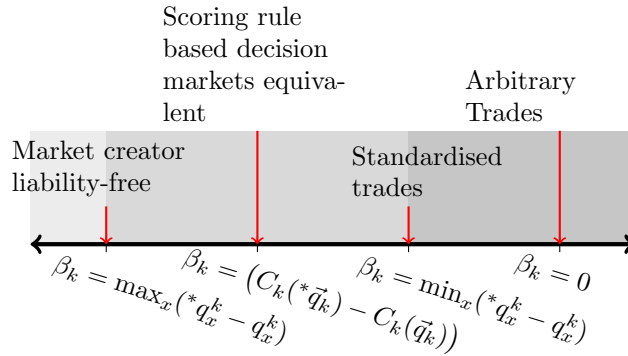 Scoring rule
based decision
markets equiva-
lent
Arbitrary
Trades
Market creator
liability-free
Standardised
trades
β_k = max_x(*q_x^k − q_x^k)
β_k = (C_k(*q⃗_k) − C_k(q⃗_k))
β_k = min_x(*q_x^k − q_x^k)
β_k = 0